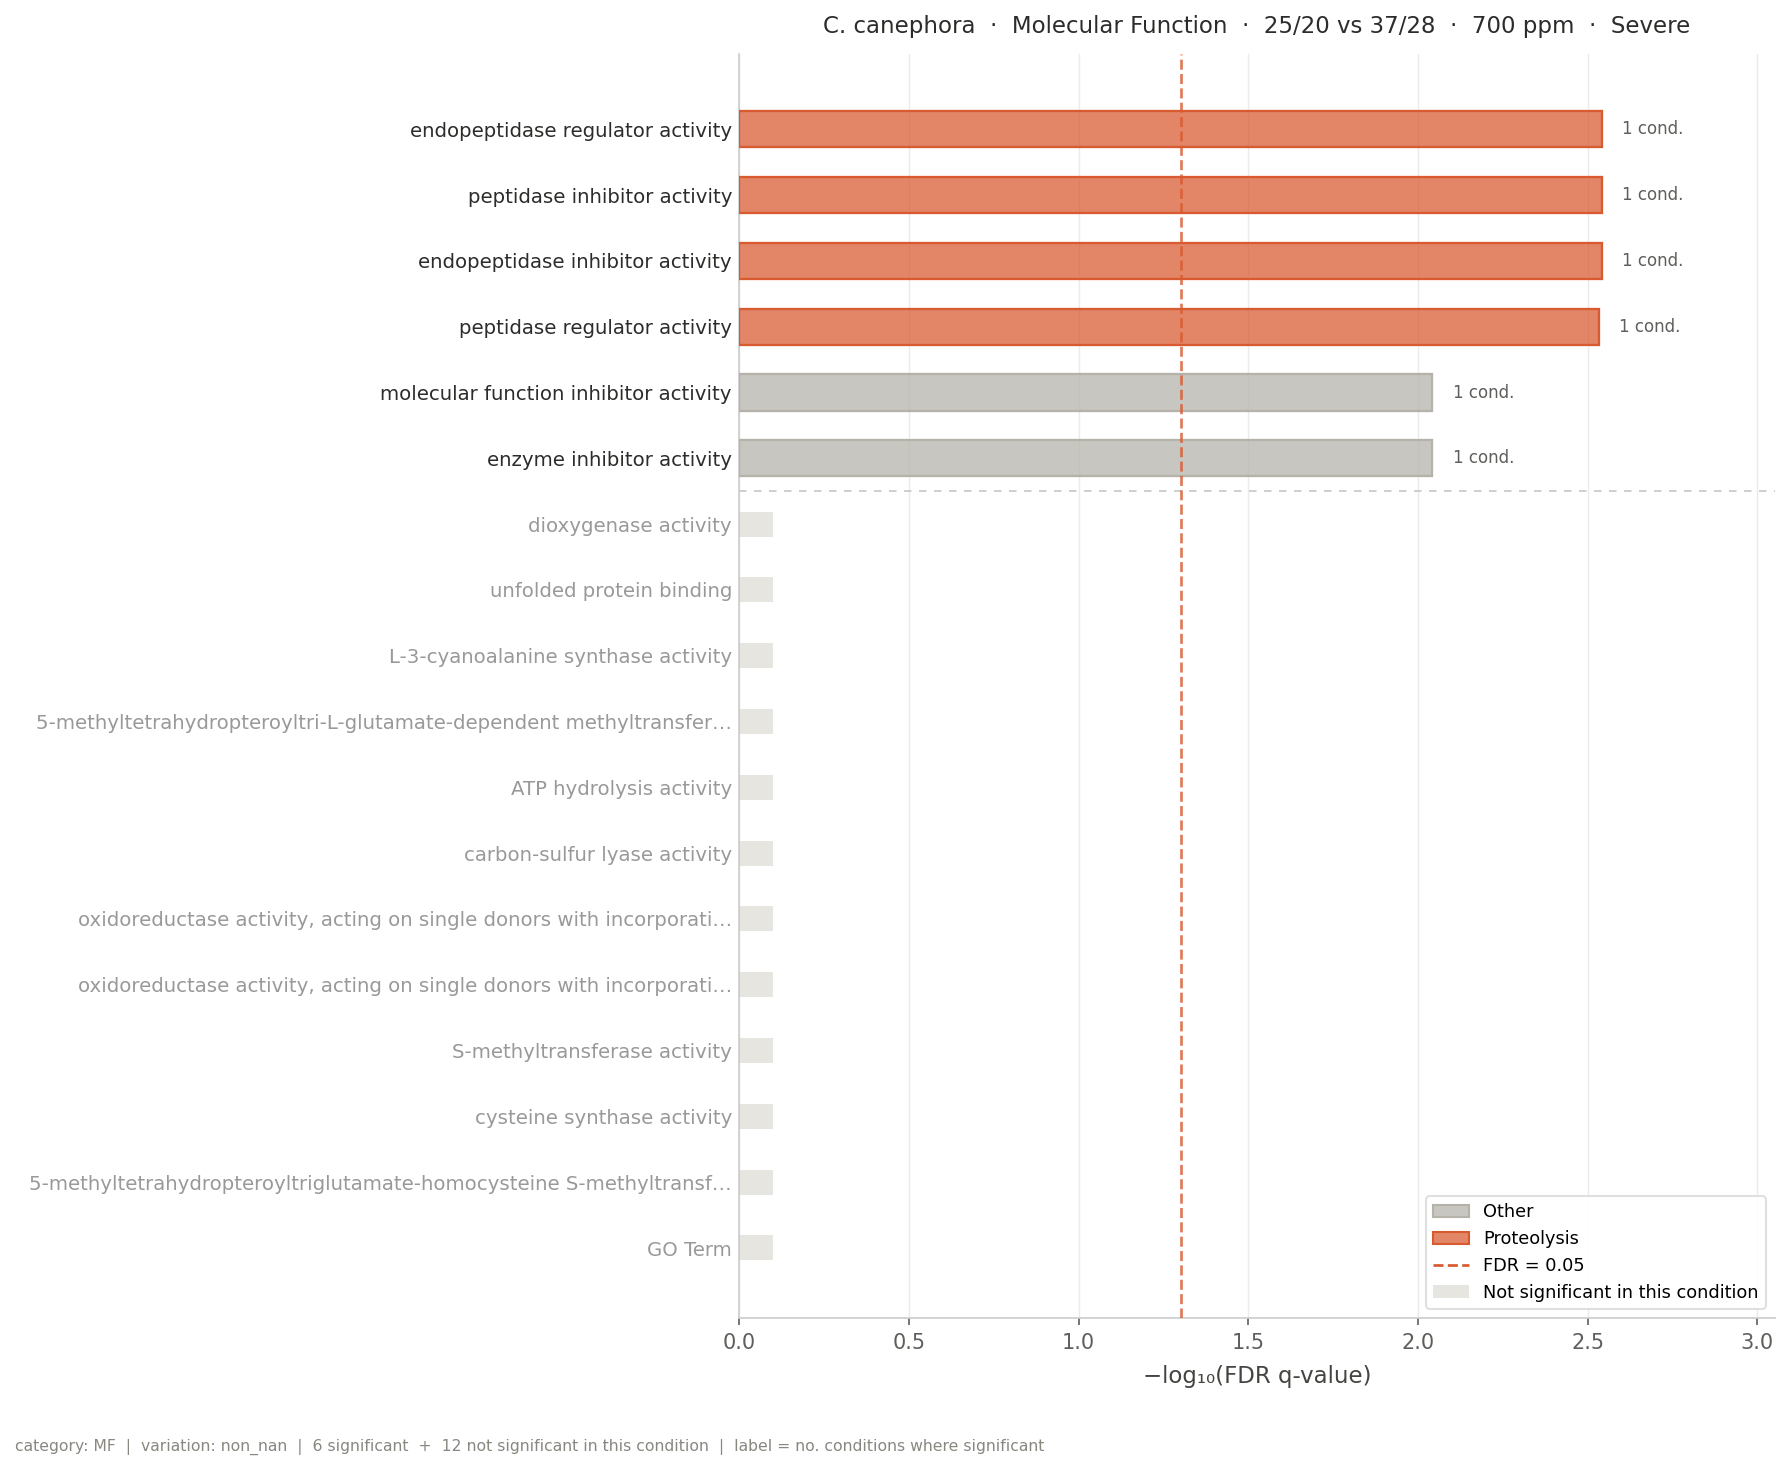 C. canephora · Molecular Function · 25/20 vs 37/28 · 700 ppm · Severe
endopeptidase regulator activity 1 cond.
peptidase inhibitor activity 1 cond.
endopeptidase inhibitor activity 1 cond.
peptidase regulator activity 1 cond.
molecular function inhibitor activity 1 cond.
enzyme inhibitor activity 1 cond.
dioxygenase activity
unfolded protein binding
L-3-cyanoalanine synthase activity
5-methyltetrahydropteroyltri-L-glutamate-dependent methyltransfer…
ATP hydrolysis activity
carbon-sulfur lyase activity
oxidoreductase activity, acting on single donors with incorporati…
oxidoreductase activity, acting on single donors with incorporati…
S-methyltransferase activity
cysteine synthase activity
5-methyltetrahydropteroyltriglutamate-homocysteine S-methyltransf…
GO Term
Other
Proteolysis
FDR = 0.05
Not significant in this condition
0.0 0.5 1.0 1.5 2.0 2.5 3.0
−log₁₀(FDR q-value)
category: MF | variation: non_nan | 6 significant + 12 not significant in this condition | label = no. conditions where significant